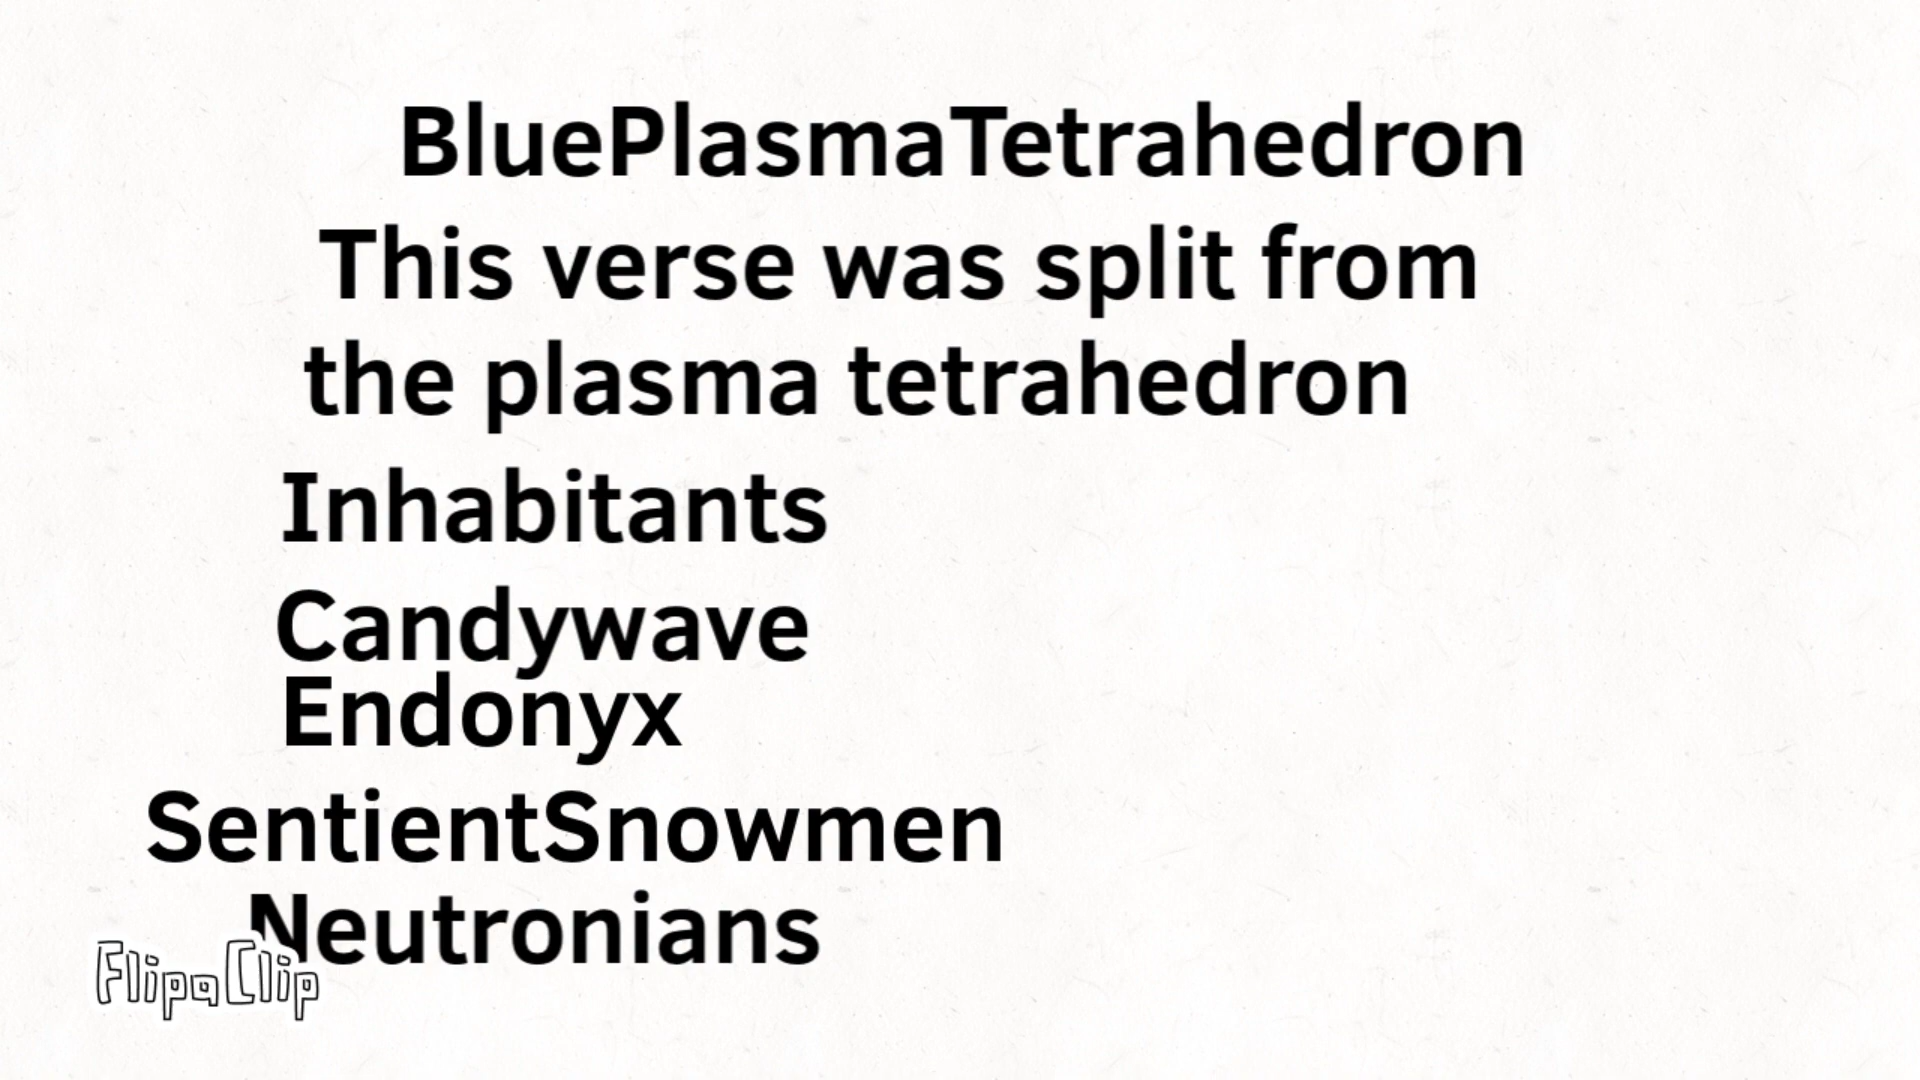 BluePlasmaTetrahedron
This verse was split from
the plasma tetrahedron
Inhabitants
Candywave
Endonyx
SentientSnowmen
Neutronians
FlipaClip